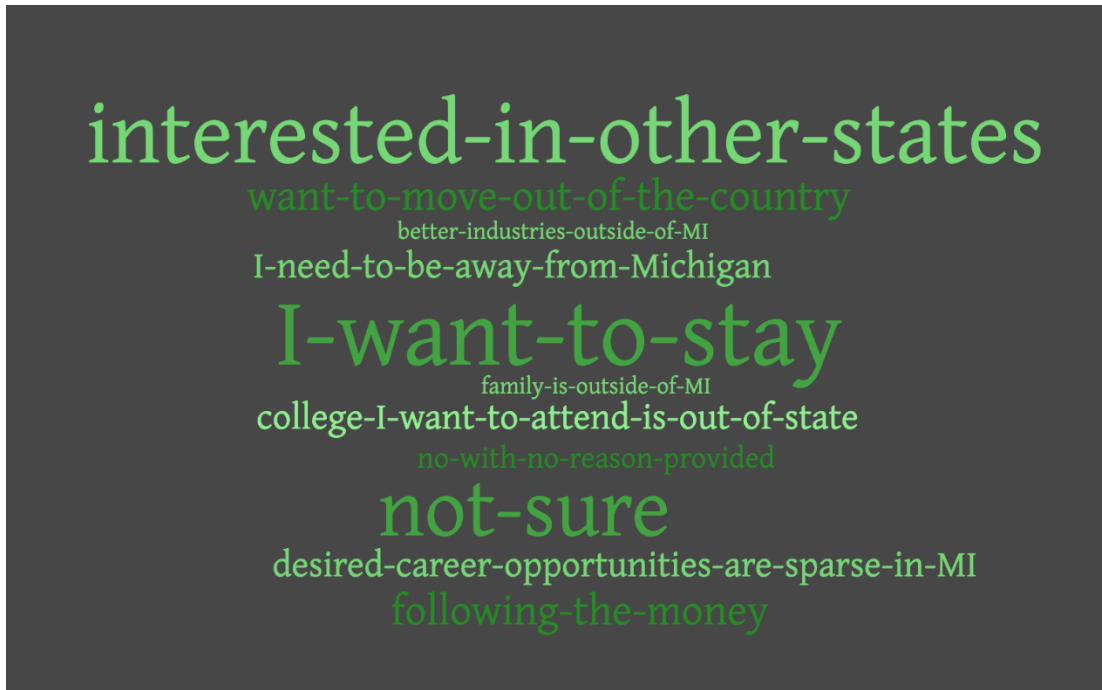 interested-in-other-states
want-to-move-out-of-the-country
better-industries-outside-of-MI
I-need-to-be-away-from-Michigan
I-want-to-stay
family-is-outside-of-MI
college-I-want-to-attend-is-out-of-state
no-with-no-reason-provided
not-sure
desired-career-opportunities-are-sparse-in-MI
following-the-money